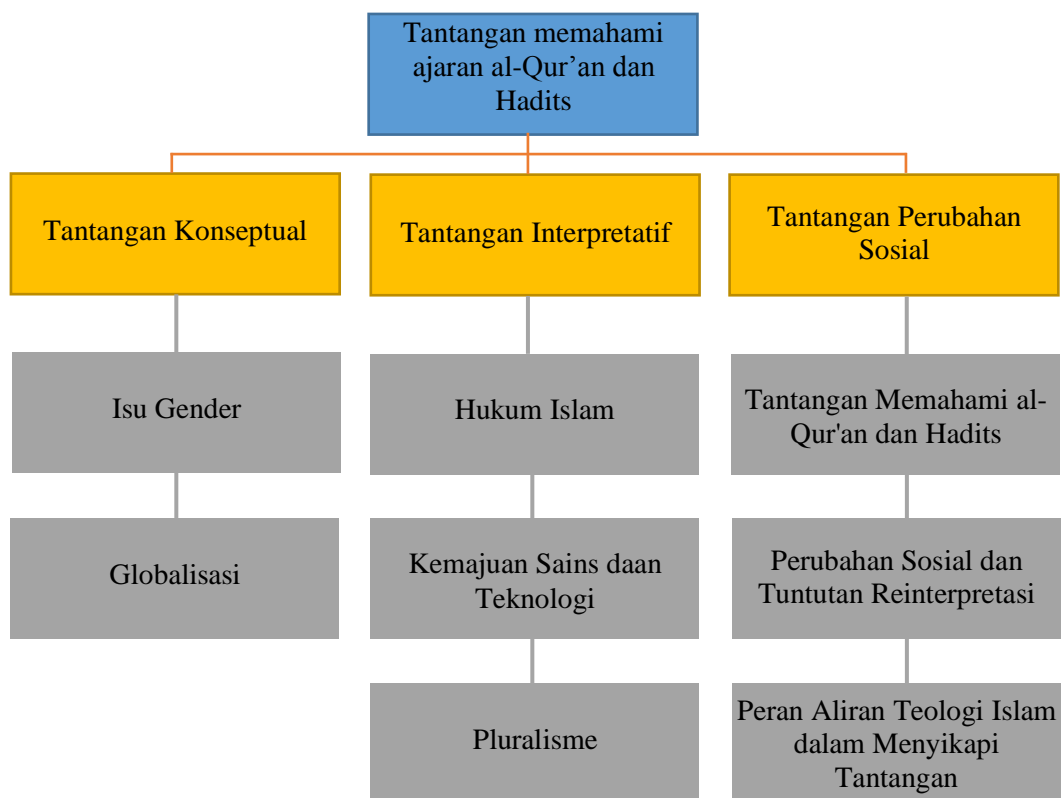 Tantangan memahami
ajaran al-Qur’an dan
Hadits
Tantangan Konseptual
Tantangan Interpretatif
Tantangan Perubahan
Sosial
Isu Gender
Hukum Islam
Tantangan Memahami al-
Qur'an dan Hadits
Globalisasi
Kemajuan Sains daan
Teknologi
Perubahan Sosial dan
Tuntutan Reinterpretasi
Pluralisme
Peran Aliran Teologi Islam
dalam Menyikapi
Tantangan